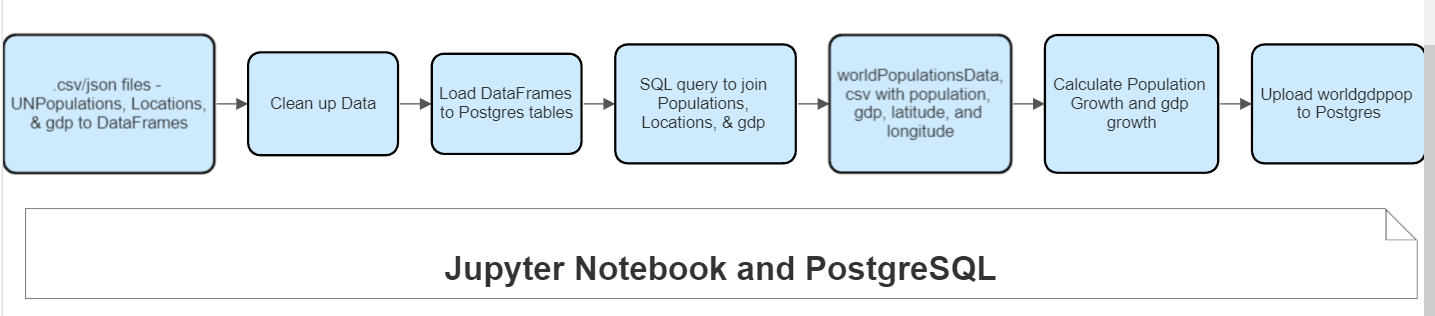 .csv/json files -
UNPopulations, Locations,
& gdp to DataFrames
Clean up Data
Load DataFrames
to Postgres tables
SQL query to join
Populations,
Locations, & gdp
worldPopulationsData,
csv with population,
gdp, latitude, and
longitude
Calculate Population
Growth and gdp
growth
Upload worldgdppop
to Postgres
Jupyter Notebook and PostgreSQL